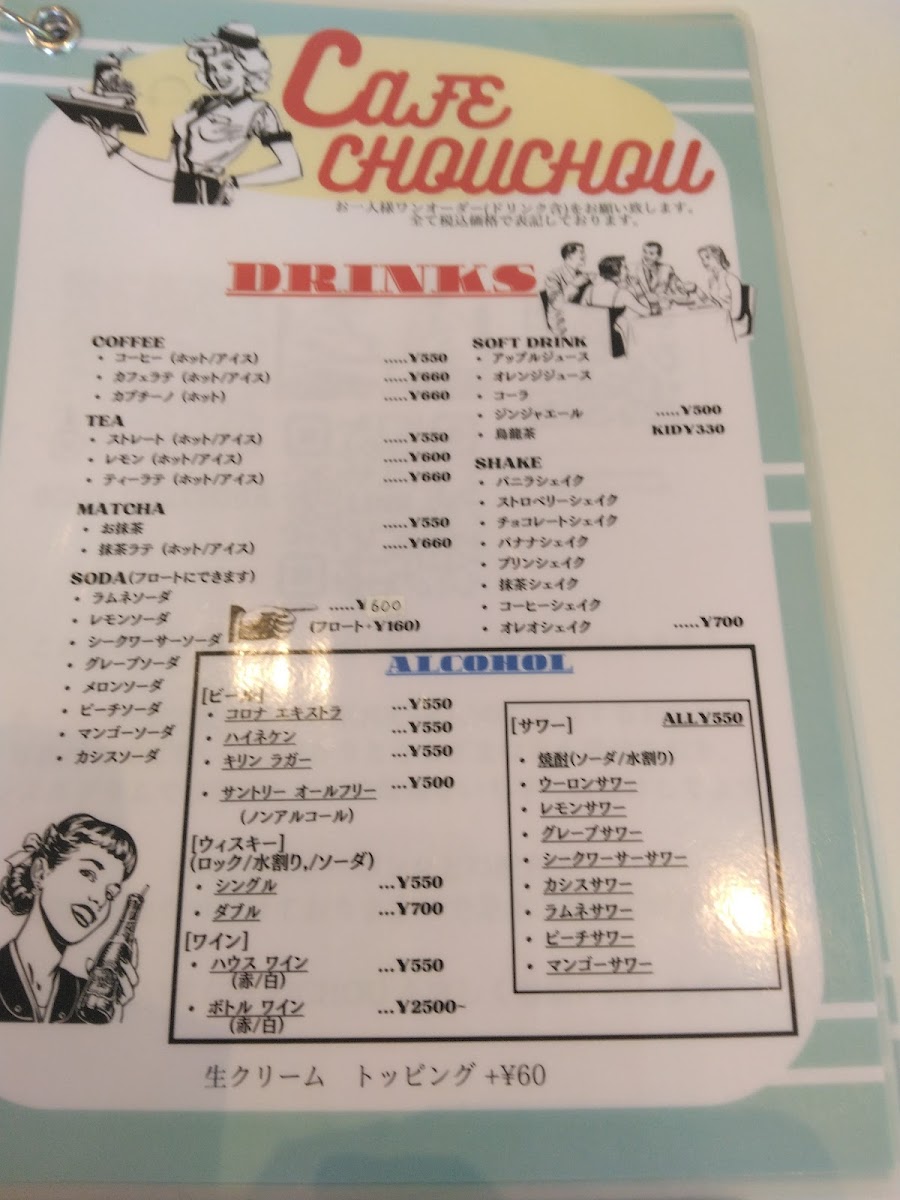 CAFE
CHOUCHOU
お一人様ワンオーダー(ドリンク含)をお願い致します。
全て税込価格で表記しております。
DRINKS
COFFEE
・ コーヒー (ホット/アイス) .....¥550
・ カフェラテ (ホット/アイス) .....¥660
・ カプチーノ (ホット) .....¥660
TEA
・ ストレート (ホット/アイス) .....¥550
・ レモン (ホット/アイス) .....¥600
・ ティーラテ (ホット/アイス) .....¥660
MATCHA
・ お抹茶 .....¥550
・ 抹茶ラテ (ホット/アイス) .....¥660
SODA(フロートにできます)
・ ラムネソーダ
・ レモンソーダ
・ シークワーサーソーダ
・ グレープソーダ
・ メロンソーダ
・ ピーチソーダ
・ マンゴーソーダ
・ カシスソーダ
.....¥600
(フロート+¥160)
SOFT DRINK
・ アップルジュース
・ オレンジジュース
・ コーラ
・ ジンジャエール .....¥500
・ 烏龍茶 KID¥330
SHAKE
・ バニラシェイク
・ ストロベリーシェイク
・ チョコレートシェイク
・ バナナシェイク
・ プリンシェイク
・ 抹茶シェイク
・ コーヒーシェイク
・ オレオシェイク .....¥700
ALCOHOL
[ビール]
・ コロナ エキストラ ...¥550
・ ハイネケン ...¥550
・ キリン ラガー ...¥550
・ サントリー オールフリー ...¥500
(ノンアルコール)
[ウィスキー]
(ロック/水割り,/ソーダ)
・ シングル ...¥550
・ ダブル ...¥700
[ワイン]
・ ハウス ワイン ...¥550
(赤/白)
・ ボトル ワイン ...¥2500~
(赤/白)
[サワー] ALL¥550
・ 焼酎(ソーダ/水割り)
・ ウーロンサワー
・ レモンサワー
・ グレープサワー
・ シークワーサーサワー
・ カシスサワー
・ ラムネサワー
・ ピーチサワー
・ マンゴーサワー
生クリーム トッピング +¥60